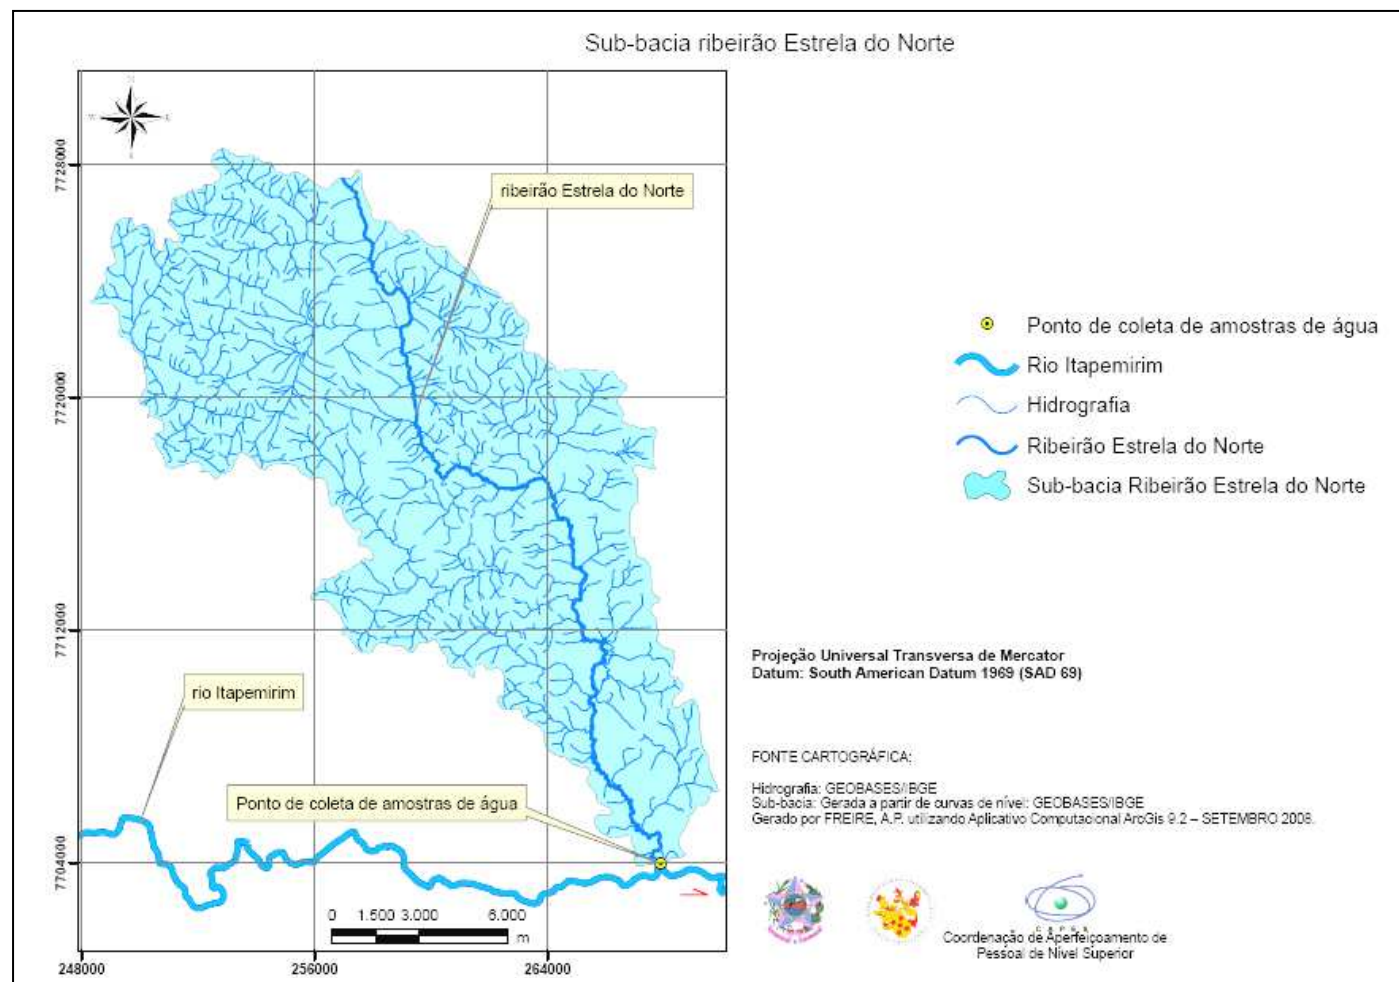 Sub-bacia ribeirão Estrela do Norte
N
W
E
S
7728000
7720000
7712000
7704000
ribeirão Estrela do Norte
rio Itapemirim
Ponto de coleta de amostras de água
0 1.500 3.000 6.000
m
248000
256000
264000
Ponto de coleta de amostras de água
Rio Itapemirim
Hidrografia
Ribeirão Estrela do Norte
Sub-bacia Ribeirão Estrela do Norte
Projeção Universal Transversa de Mercator
Datum: South American Datum 1969 (SAD 69)
FONTE CARTOGRÁFICA:
Hidrografia: GEOBASES/IBGE
Sub-bacia: Gerada a partir de curvas de nível: GEOBASES/IBGE
Gerado por FREIRE, A.P. utilizando Aplicativo Computacional ArcGis 9.2 – SETEMBRO 2008.
CAPES
Coordenação de Aperfeiçoamento de
Pessoal de Nível Superior